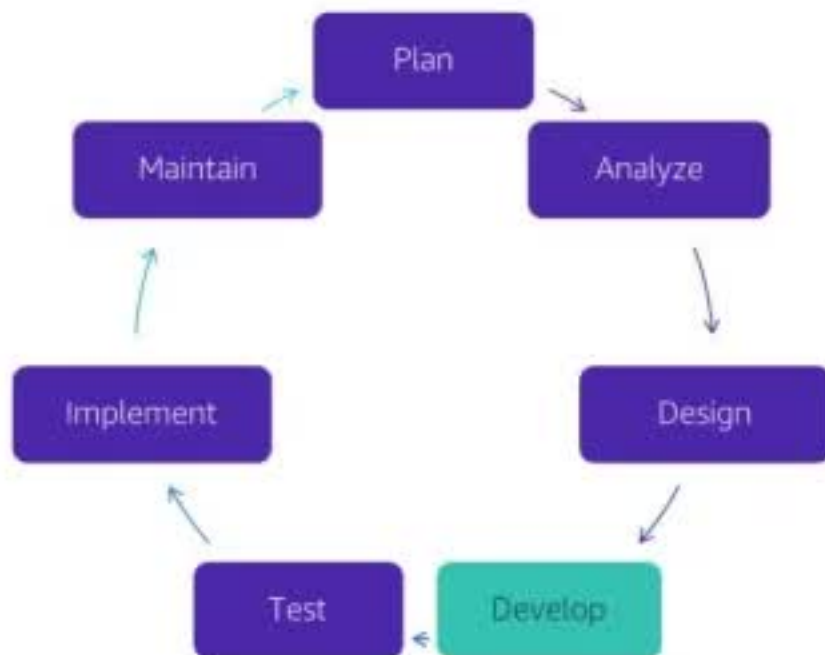 Plan
Analyze
Design
Develop
Test
Implement
Maintain